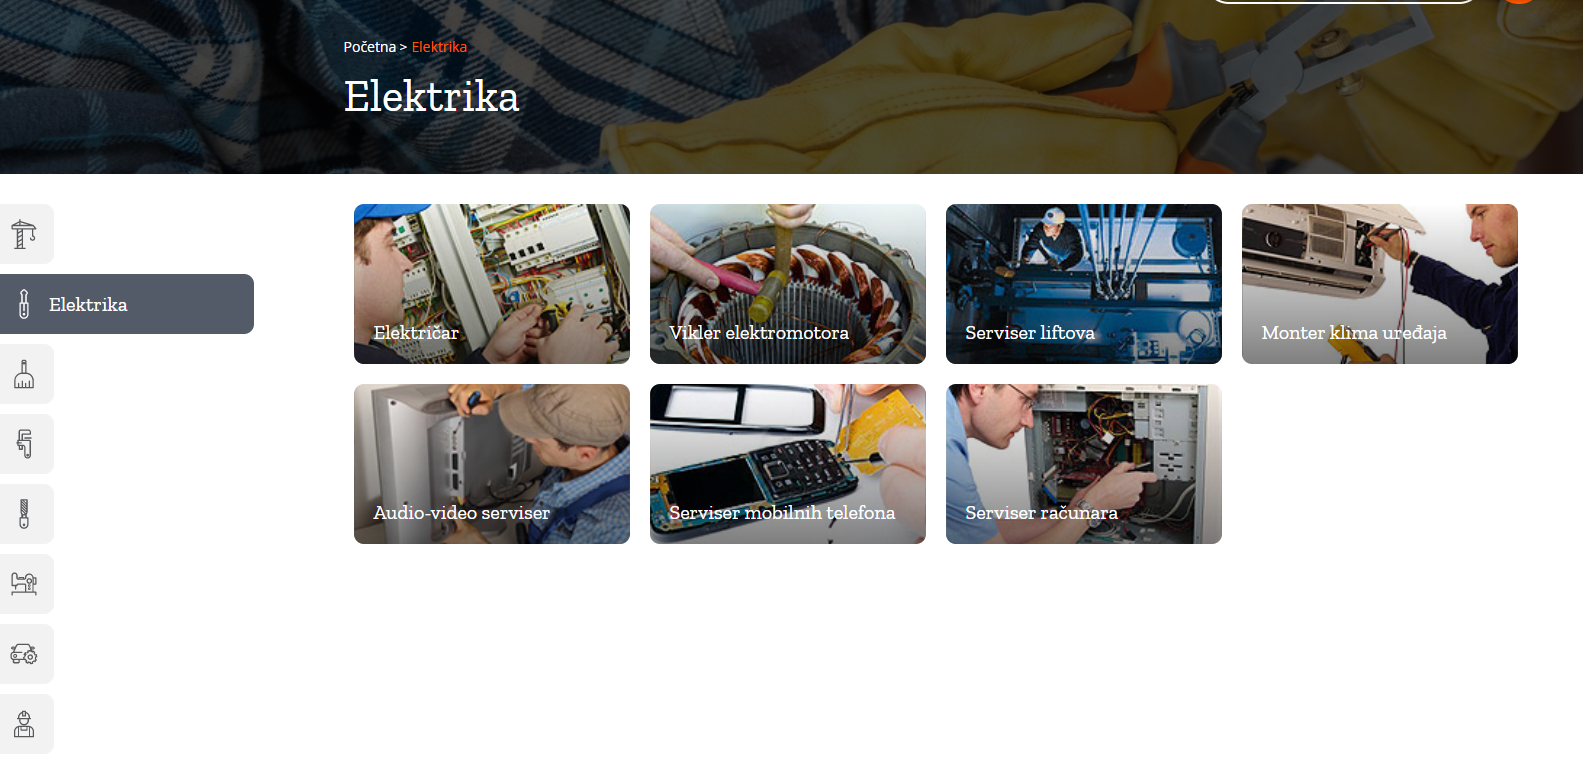 Početna > Elektrika
Elektrika
Elektrika
Električar
Vikler elektromotora
Serviser liftova
Monter klima uređaja
Audio-video serviser
Serviser mobilnih telefona
Serviser računara